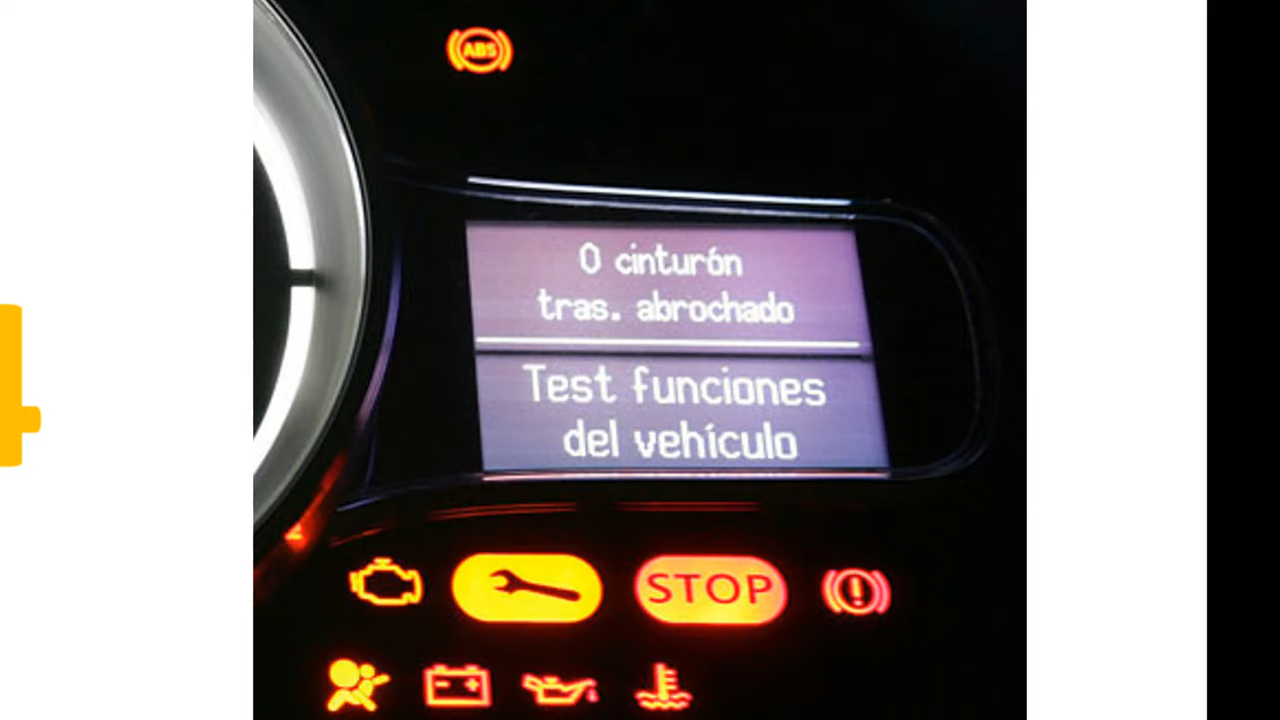 ABS
0 cinturón
tras. abrochado
Test funciones
del vehículo
STOP